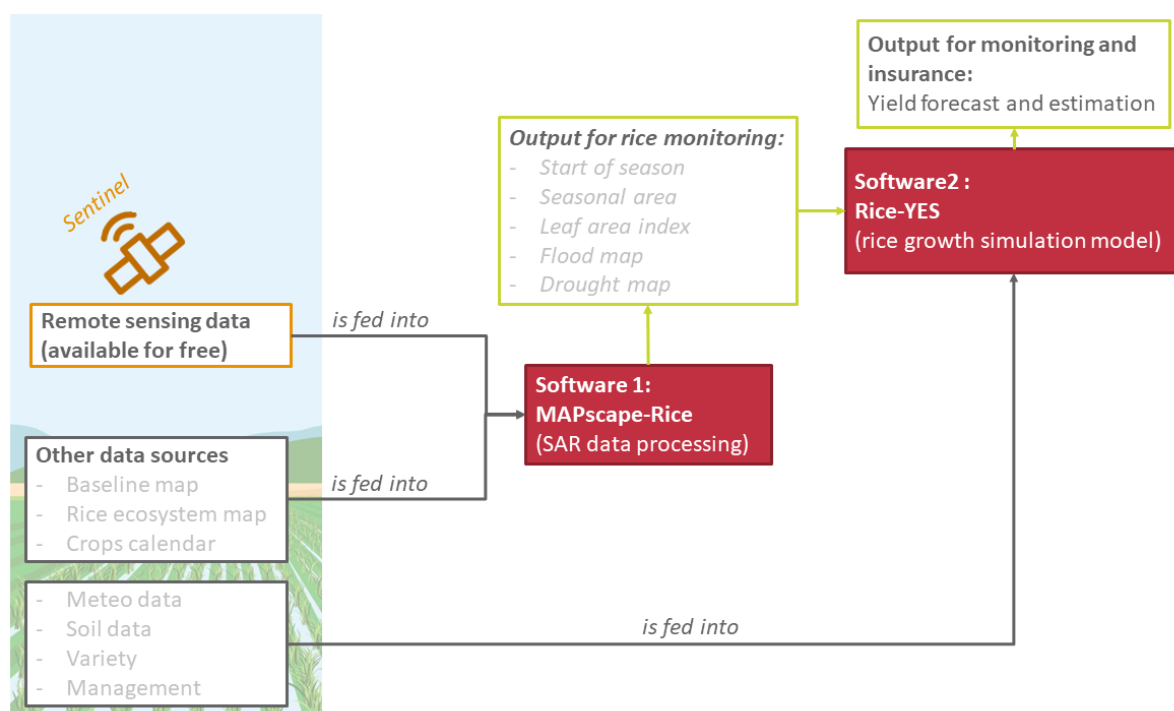 Output for monitoring and
insurance:
Yield forecast and estimation
Output for rice monitoring:
- Start of season
- Seasonal area
- Leaf area index
- Flood map
- Drought map
Software2 :
Rice-YES
(rice growth simulation model)
Sentinel
Remote sensing data
(available for free)
is fed into
Software 1:
MAPscape-Rice
(SAR data processing)
Other data sources
- Baseline map
- Rice ecosystem map
- Crops calendar
is fed into
- Meteo data
- Soil data
- Variety
- Management
is fed into